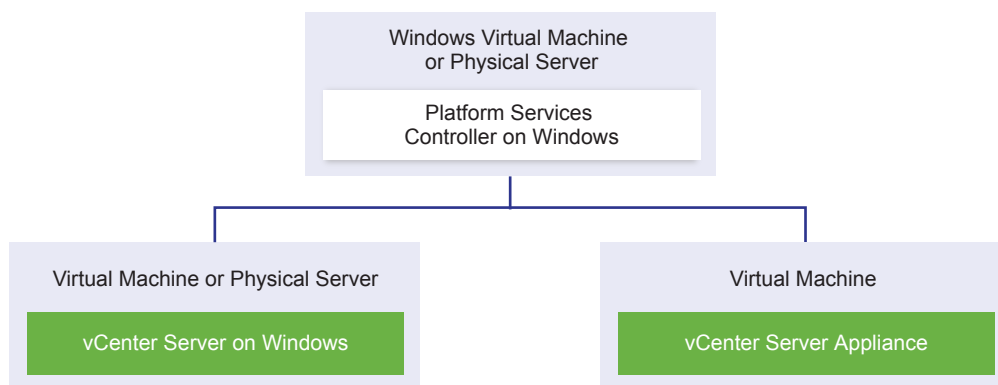 Windows Virtual Machine
or Physical Server
Platform Services
Controller on Windows
Virtual Machine or Physical Server
Virtual Machine
vCenter Server on Windows
vCenter Server Appliance